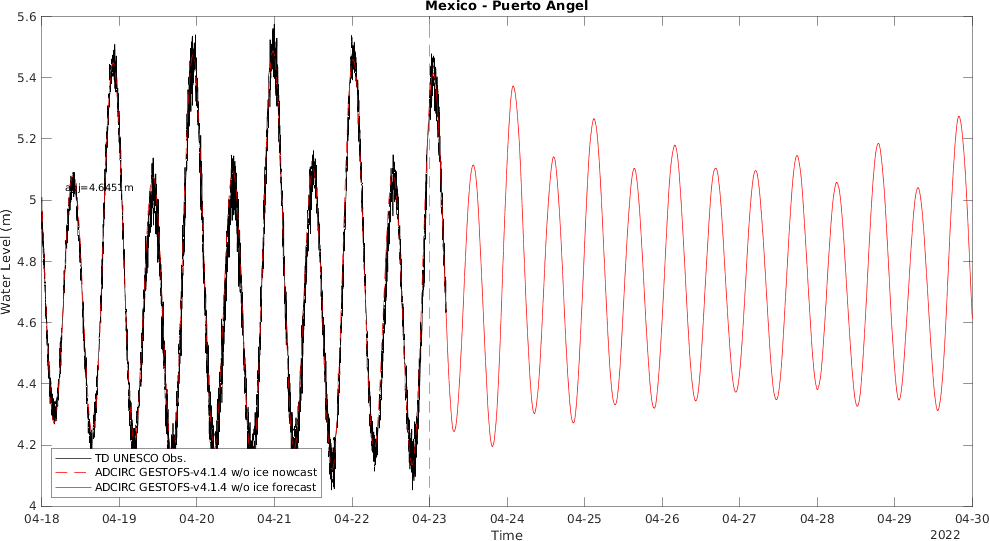 Mexico - Puerto Angel
5.6
5.4
5.2
5
4.8
4.6
4.4
4.2
4
Water Level (m)
adj=4.6451m
TD UNESCO Obs.
ADCIRC GESTOFS-v4.1.4 w/o ice nowcast
ADCIRC GESTOFS-v4.1.4 w/o ice forecast
04-18 04-19 04-20 04-21 04-22 04-23 04-24 04-25 04-26 04-27 04-28 04-29 04-30
Time
2022